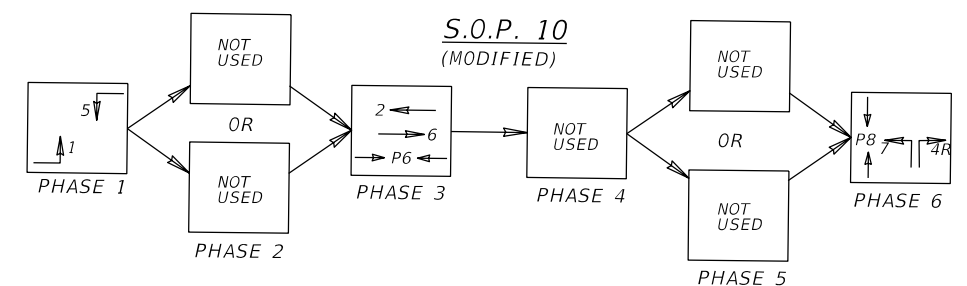 S.O.P. 10
(MODIFIED)
5
1
PHASE 1
NOT
USED
OR
NOT
USED
PHASE 2
2
6
P6
PHASE 3
NOT
USED
PHASE 4
NOT
USED
OR
NOT
USED
PHASE 5
P8 7 4R
PHASE 6